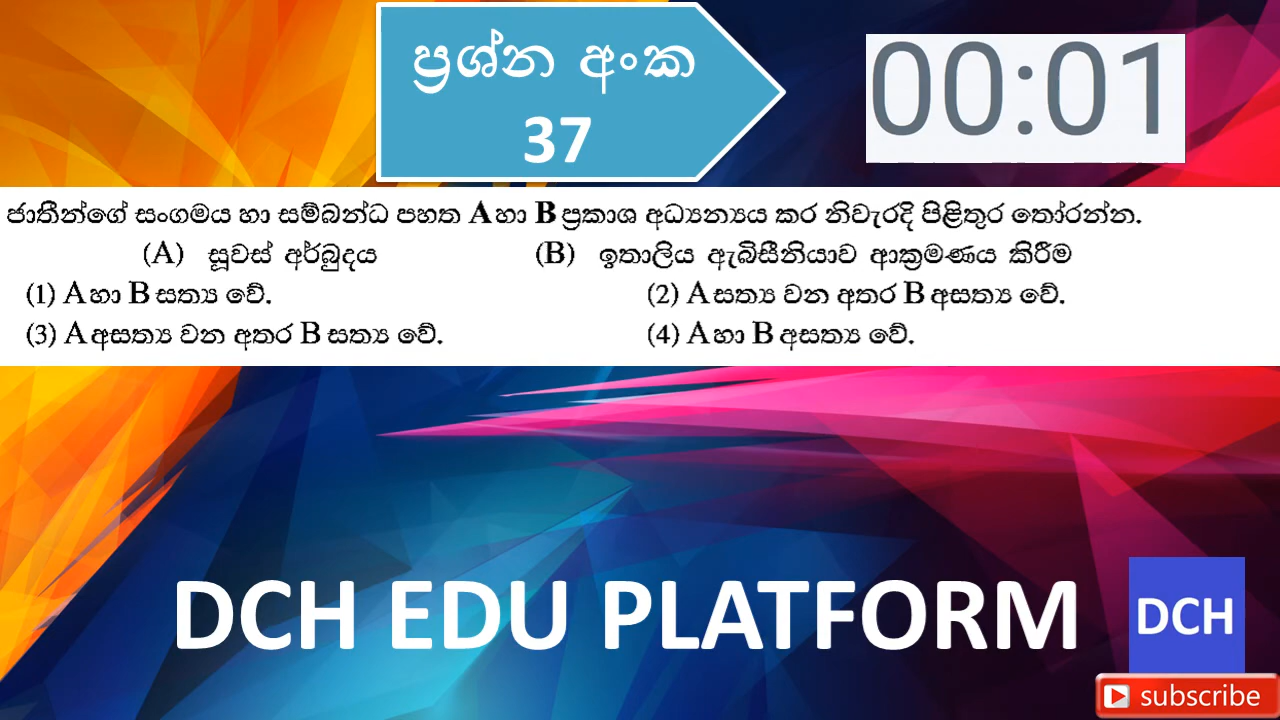 ප්‍රශ්න අංක
37
00:01
ජාතීන්ගේ සංගමය හා සම්බන්ධ පහත A හා B ප්‍රකාශ අධ්‍යන්‍යය කර නිවැරදි පිළිතුර තෝරන්න.
(A) සූවස් අර්බුදය (B) ඉතාලිය ඇබිසීනියාව ආක්‍රමණය කිරීම
(1) A හා B සත්‍ය වේ. (2) A සත්‍ය වන අතර B අසත්‍ය වේ.
(3) A අසත්‍ය වන අතර B සත්‍ය වේ. (4) A හා B අසත්‍ය වේ.
DCH EDU PLATFORM
DCH
subscribe